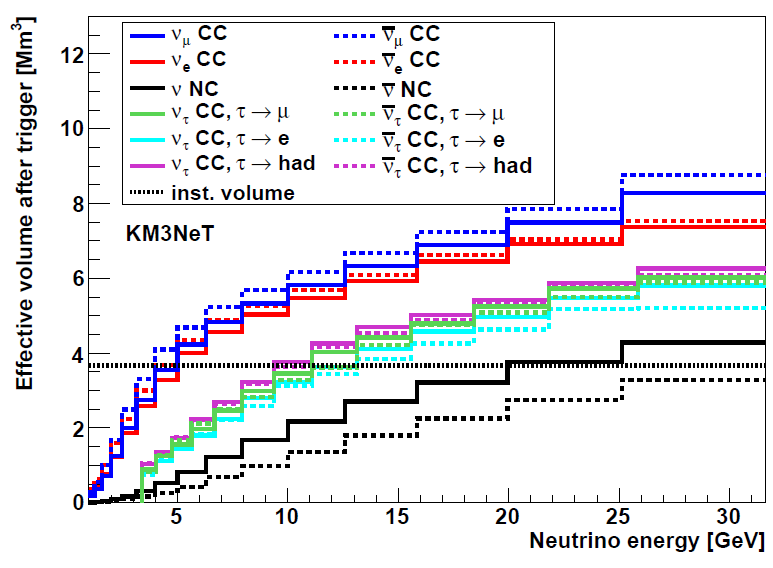 Effective volume after trigger [Mm³]
12
10
8
6
4
2
0
νμ CC
ν̅μ CC
νe CC
ν̅e CC
ν NC
ν̅ NC
ντ CC, τ → μ
ν̅τ CC, τ → μ
ντ CC, τ → e
ν̅τ CC, τ → e
ντ CC, τ → had
ν̅τ CC, τ → had
inst. volume
KM3NeT
5 10 15 20 25 30
Neutrino energy [GeV]